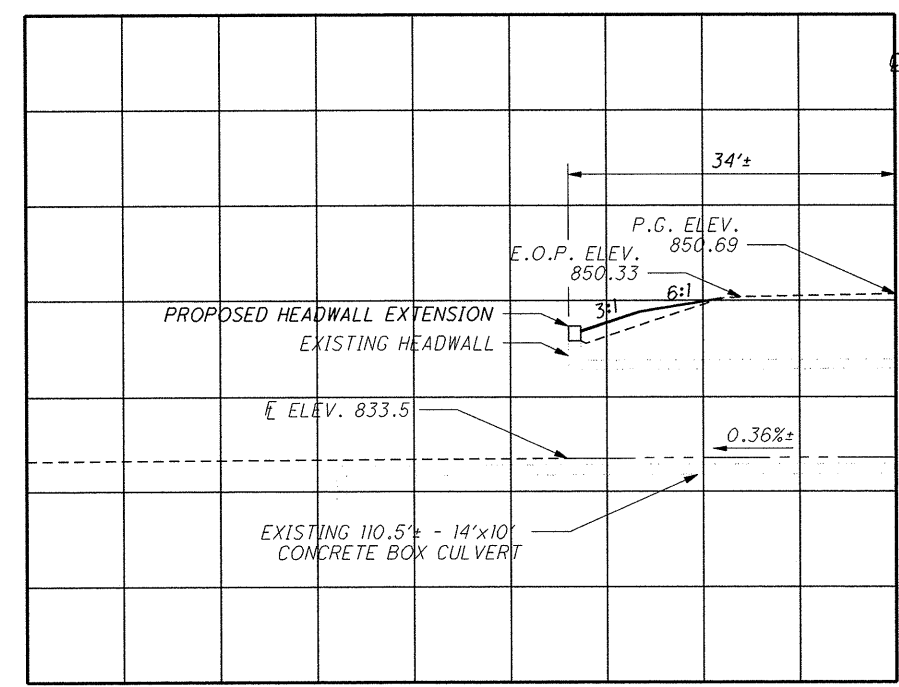 34'±
P.G. ELEV.
850.69
E.O.P. ELEV.
850.33
6:1
3:1
PROPOSED HEADWALL EXTENSION
EXISTING HEADWALL
FL ELEV. 833.5
0.36%±
EXISTING 110.5'± - 14'x10'
CONCRETE BOX CULVERT